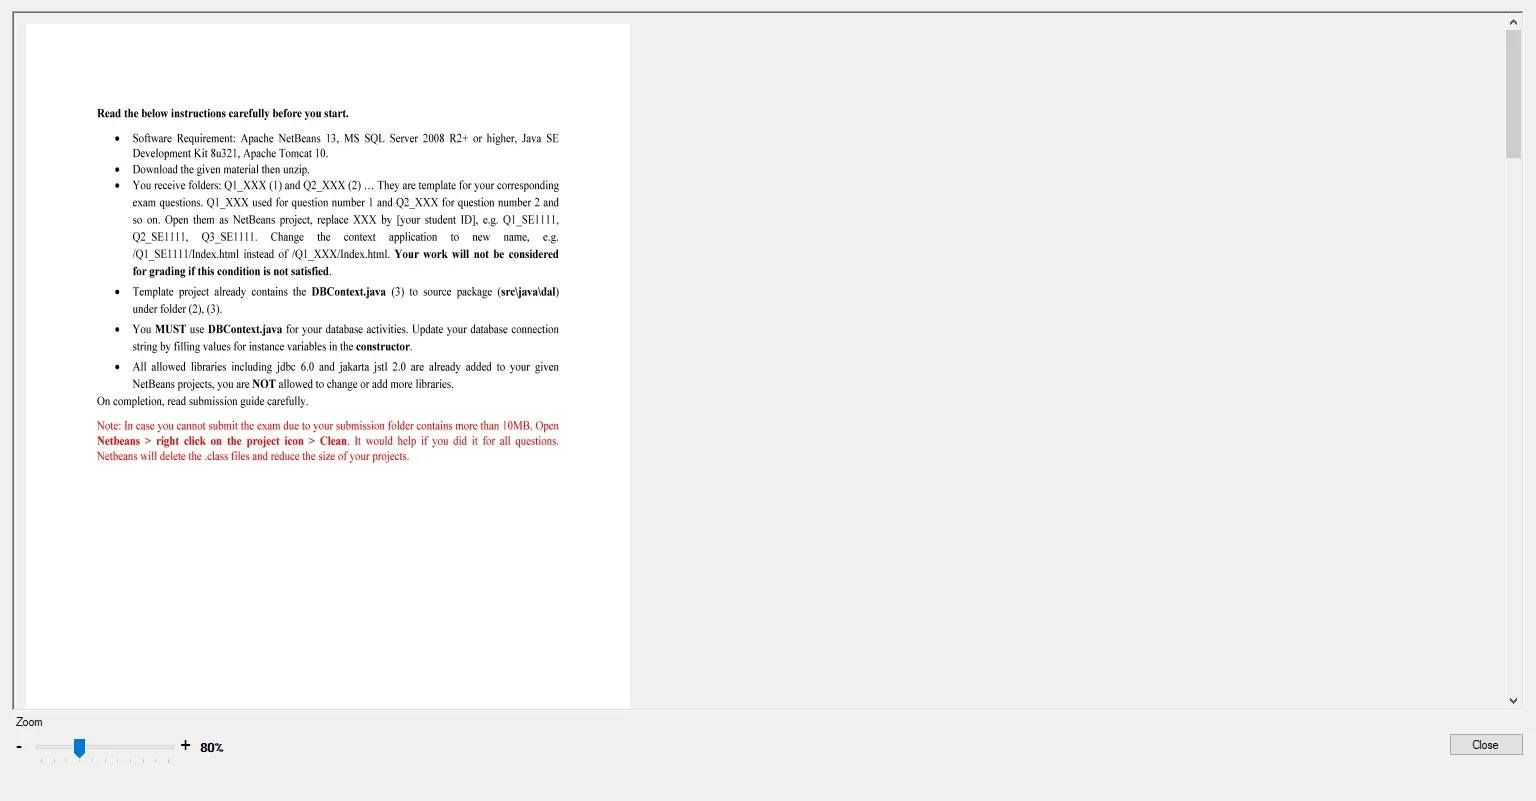 Read the below instructions carefully before you start.
• Software Requirement: Apache NetBeans 13, MS SQL Server 2008 R2+ or higher, Java SE
Development Kit 8u321, Apache Tomcat 10.
• Download the given material then unzip.
• You receive folders: Q1_XXX (1) and Q2_XXX (2) … They are template for your corresponding
exam questions. Q1_XXX used for question number 1 and Q2_XXX for question number 2 and
so on. Open them as NetBeans project, replace XXX by [your student ID], e.g. Q1_SE1111,
Q2_SE1111, Q3_SE1111. Change the context application to new name, e.g.
/Q1_SE1111/Index.html instead of /Q1_XXX/Index.html. Your work will not be considered
for grading if this condition is not satisfied.
• Template project already contains the DBContext.java (3) to source package (src\java\dal)
under folder (2), (3).
• You MUST use DBContext.java for your database activities. Update your database connection
string by filling values for instance variables in the constructor.
• All allowed libraries including jdbc 6.0 and jakarta jstl 2.0 are already added to your given
NetBeans projects, you are NOT allowed to change or add more libraries.
On completion, read submission guide carefully.
Note: In case you cannot submit the exam due to your submission folder contains more than 10MB. Open
Netbeans > right click on the project icon > Clean. It would help if you did it for all questions.
Netbeans will delete the .class files and reduce the size of your projects.
Zoom
- + 80%
Close